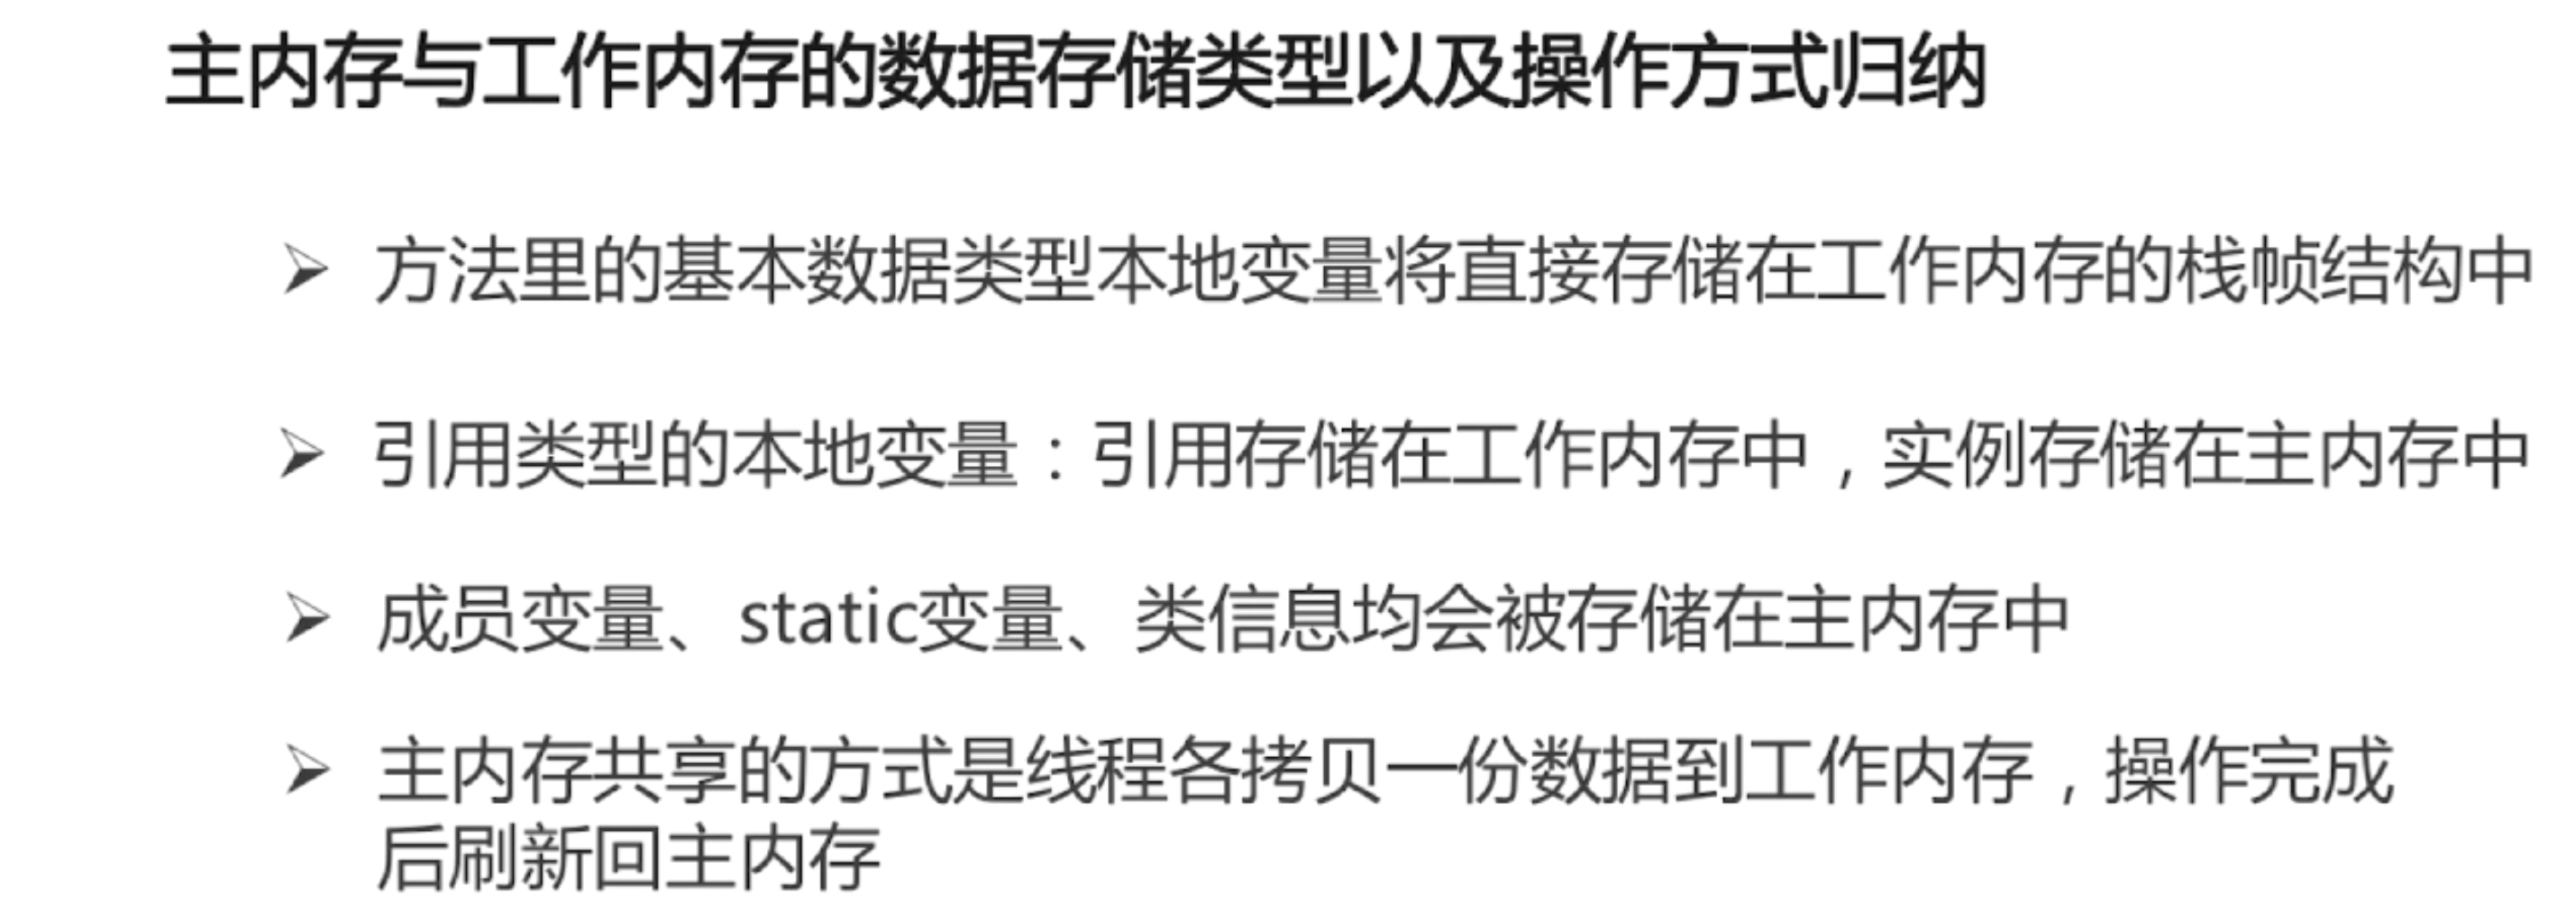 主内存与工作内存的数据存储类型以及操作方式归纳
方法里的基本数据类型本地变量将直接存储在工作内存的栈帧结构中
引用类型的本地变量：引用存储在工作内存中，实例存储在主内存中
成员变量、static变量、类信息均会被存储在主内存中
主内存共享的方式是线程各拷贝一份数据到工作内存，操作完成
后刷新回主内存